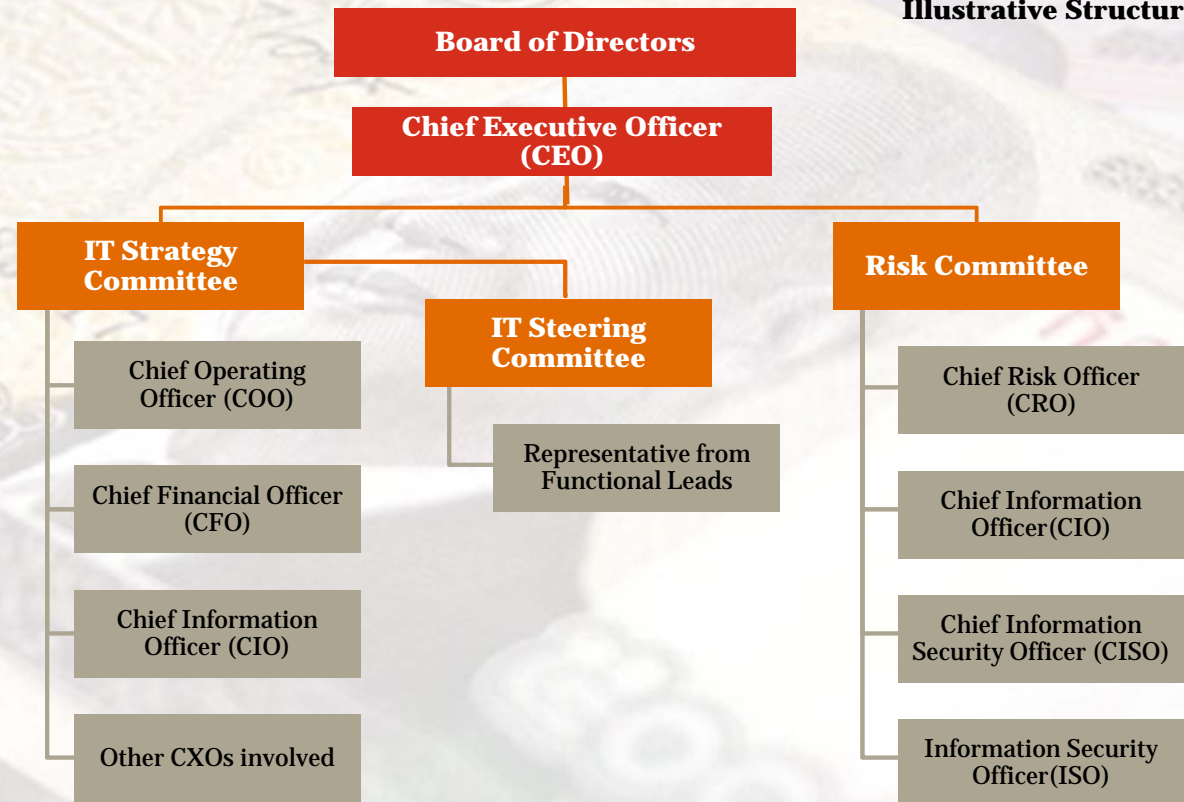 Illustrative Structur
Board of Directors
Chief Executive Officer
(CEO)
IT Strategy
Committee
Risk Committee
IT Steering
Committee
Chief Operating
Officer (COO)
Chief Financial Officer
(CFO)
Chief Information
Officer (CIO)
Other CXOs involved
Representative from
Functional Leads
Chief Risk Officer
(CRO)
Chief Information
Officer(CIO)
Chief Information
Security Officer (CISO)
Information Security
Officer(ISO)